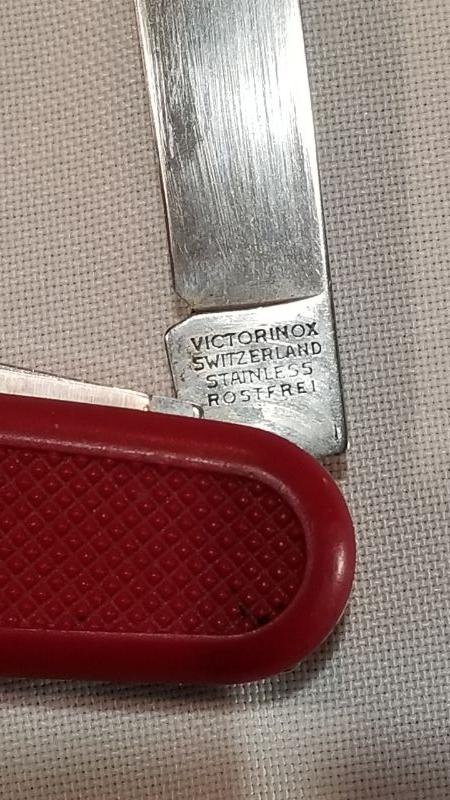 VICTORINOX
SWITZERLAND
STAINLESS
ROSTFREI